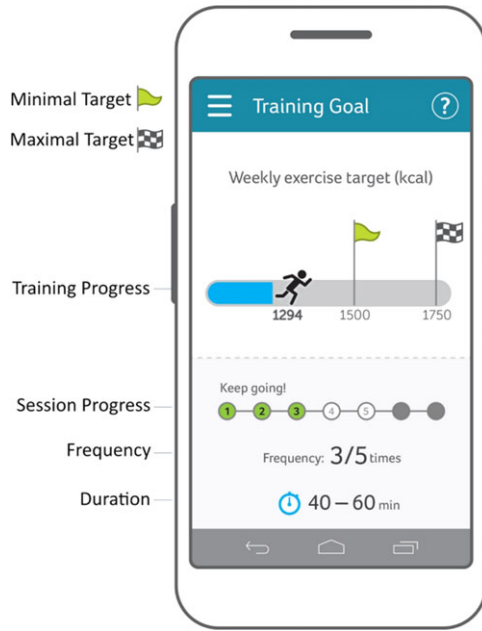 Minimal Target
Maximal Target
Training Progress
Session Progress
Frequency
Duration
Training Goal ?
Weekly exercise target (kcal)
1294 1500 1750
Keep going!
1 2 3 4 5
Frequency: 3/5 times
40 – 60 min